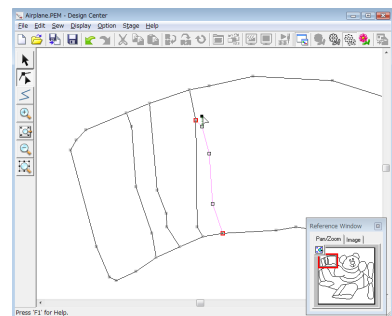 Airplane.PEM - Design Center
File Edit Sew Display Option Stage Help
Reference Window
Pan/Zoom Image
Press 'F1' for Help.